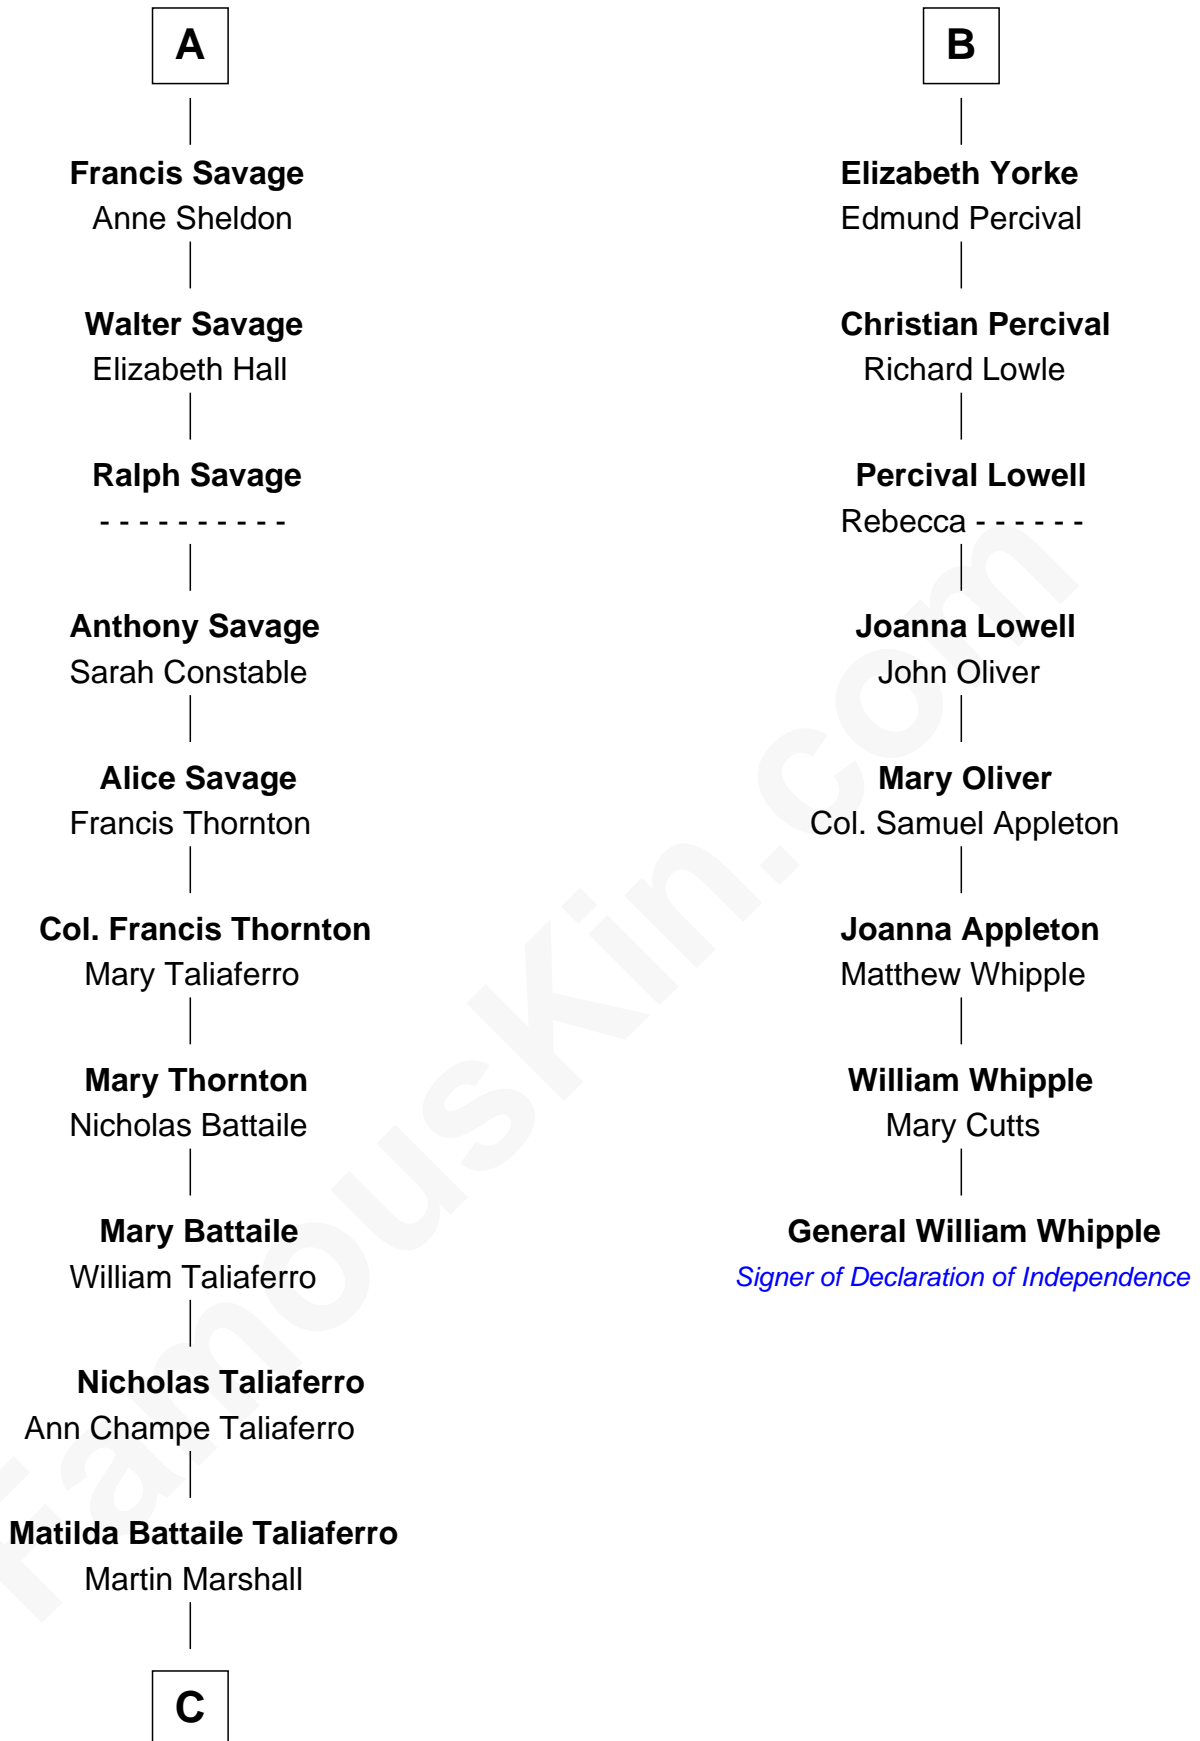 A
Francis Savage
Anne Sheldon
Walter Savage
Elizabeth Hall
Ralph Savage
- - - - - - - - - -
Anthony Savage
Sarah Constable
Alice Savage
Francis Thornton
Col. Francis Thornton
Mary Taliaferro
Mary Thornton
Nicholas Battaile
Mary Battaile
William Taliaferro
Nicholas Taliaferro
Ann Champe Taliaferro
Matilda Battaile Taliaferro
Martin Marshall
C
B
Elizabeth Yorke
Edmund Percival
Christian Percival
Richard Lowle
Percival Lowell
Rebecca - - - - - -
Joanna Lowell
John Oliver
Mary Oliver
Col. Samuel Appleton
Joanna Appleton
Matthew Whipple
William Whipple
Mary Cutts
General William Whipple
Signer of Declaration of Independence
FamousKin.com